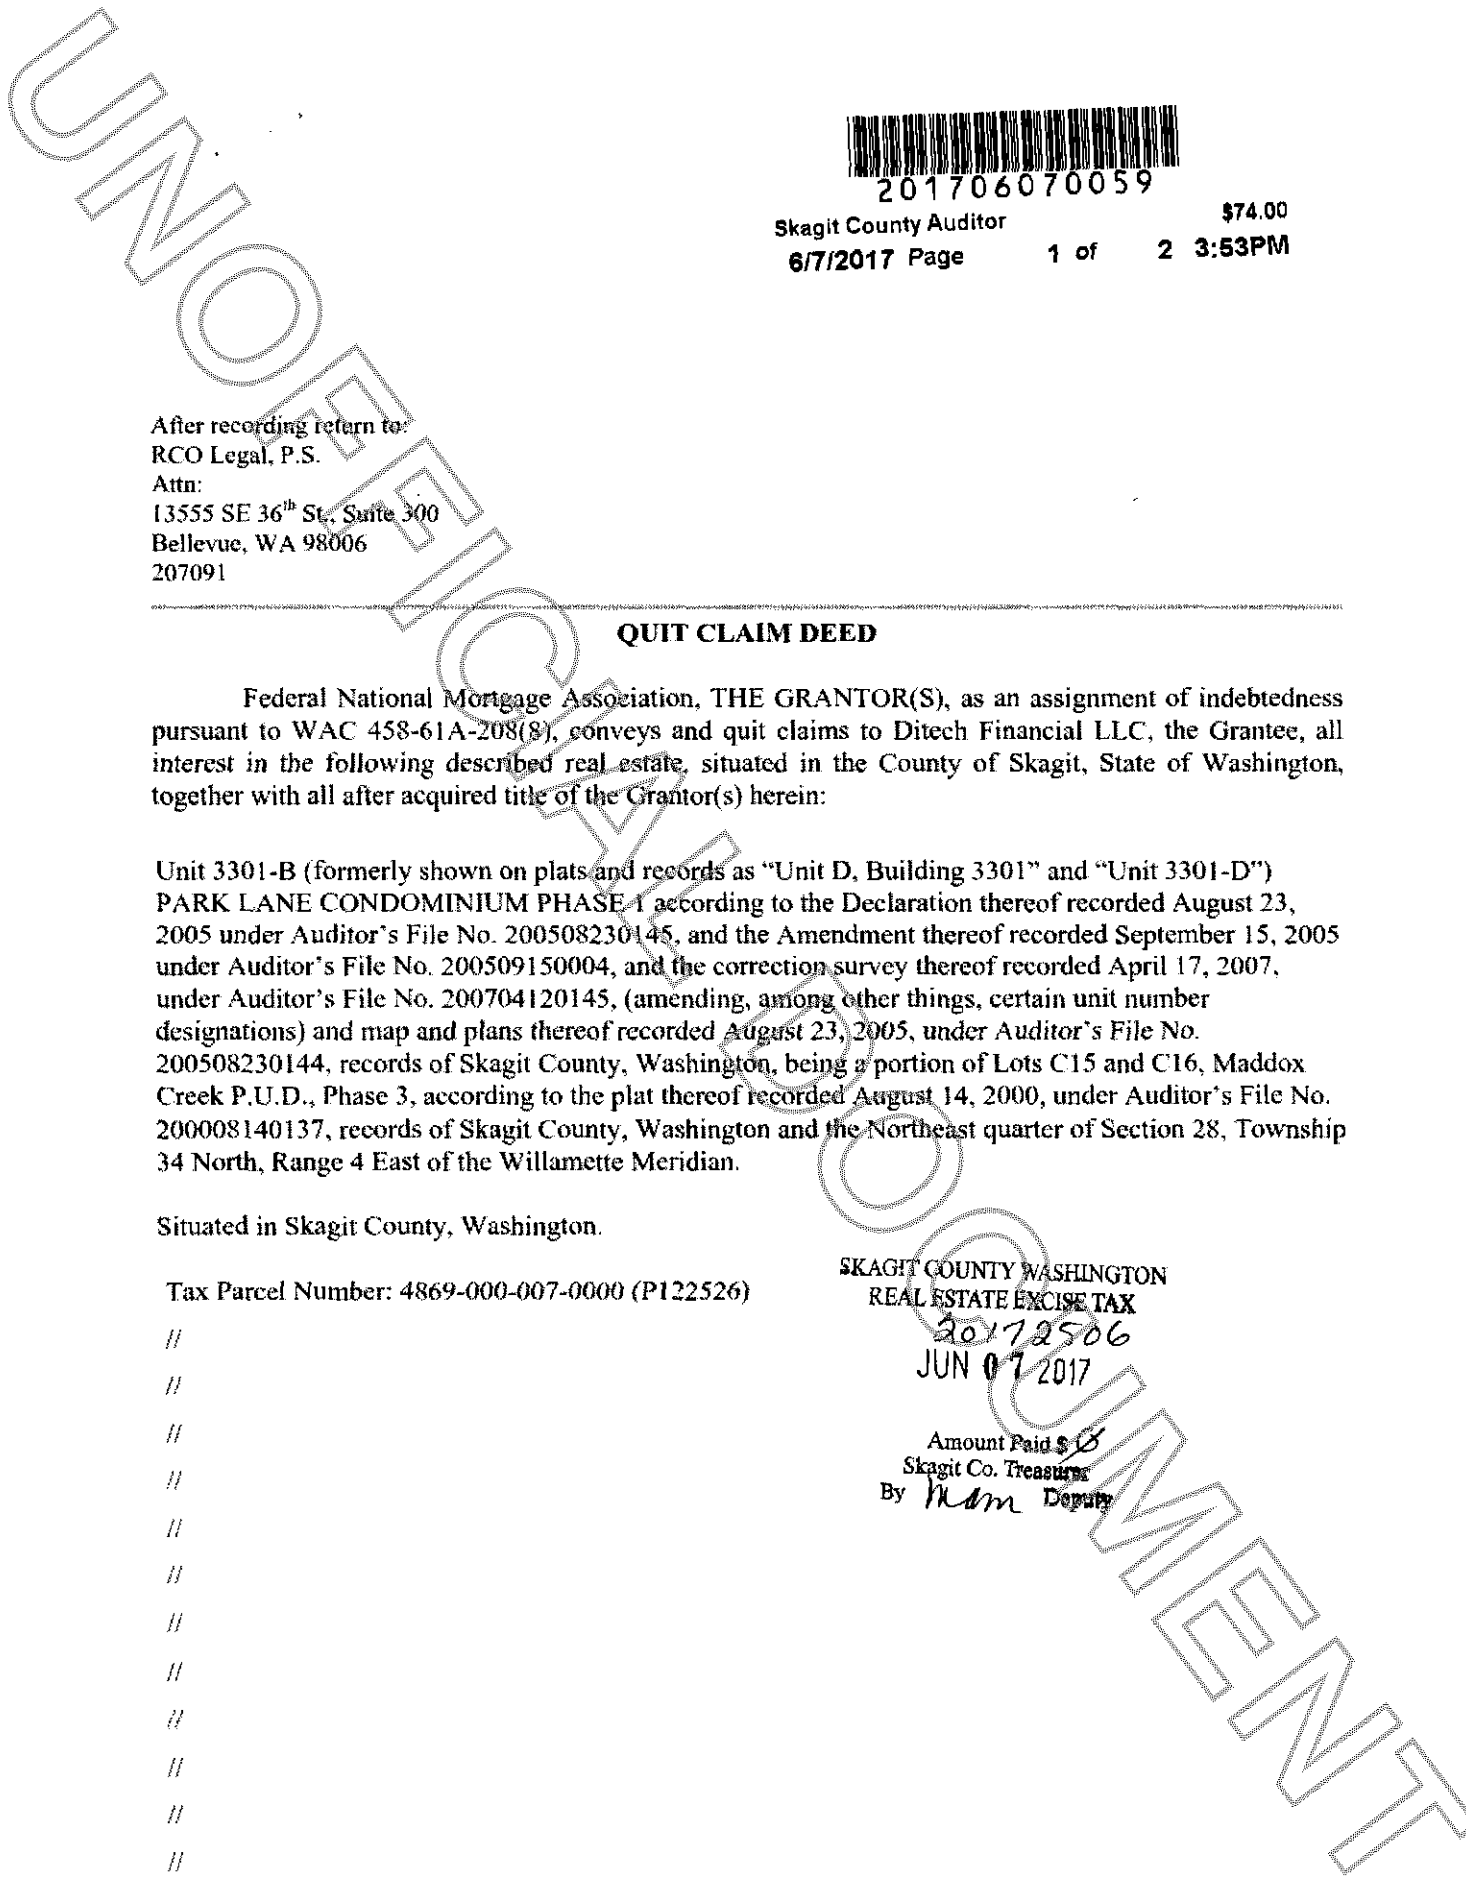 201706070059
Skagit County Auditor $74.00
6/7/2017 Page 1 of 2 3:53PM
After recording return to:
RCO Legal, P.S.
Attn:
13555 SE 36th St., Suite 300
Bellevue, WA 98006
207091
QUIT CLAIM DEED
Federal National Mortgage Association, THE GRANTOR(S), as an assignment of indebtedness
pursuant to WAC 458-61A-208(8), conveys and quit claims to Ditech Financial LLC, the Grantee, all
interest in the following described real estate, situated in the County of Skagit, State of Washington,
together with all after acquired title of the Grantor(s) herein:
Unit 3301-B (formerly shown on plats and records as “Unit D, Building 3301” and “Unit 3301-D”)
PARK LANE CONDOMINIUM PHASE 1 according to the Declaration thereof recorded August 23,
2005 under Auditor’s File No. 200508230145, and the Amendment thereof recorded September 15, 2005
under Auditor’s File No. 200509150004, and the correction survey thereof recorded April 17, 2007,
under Auditor’s File No. 200704120145, (amending, among other things, certain unit number
designations) and map and plans thereof recorded August 23, 2005, under Auditor’s File No.
200508230144, records of Skagit County, Washington, being a portion of Lots C15 and C16, Maddox
Creek P.U.D., Phase 3, according to the plat thereof recorded August 14, 2000, under Auditor’s File No.
200008140137, records of Skagit County, Washington and the Northeast quarter of Section 28, Township
34 North, Range 4 East of the Willamette Meridian.
Situated in Skagit County, Washington.
Tax Parcel Number: 4869-000-007-0000 (P122526)
SKAGIT COUNTY WASHINGTON
REAL ESTATE EXCISE TAX
20172506
JUN 07 2017
Amount Paid $ 0
Skagit Co. Treasurer
By mam Deputy
//
//
//
//
//
//
//
//
//
//
//
//
UNOFFICIAL DOCUMENT